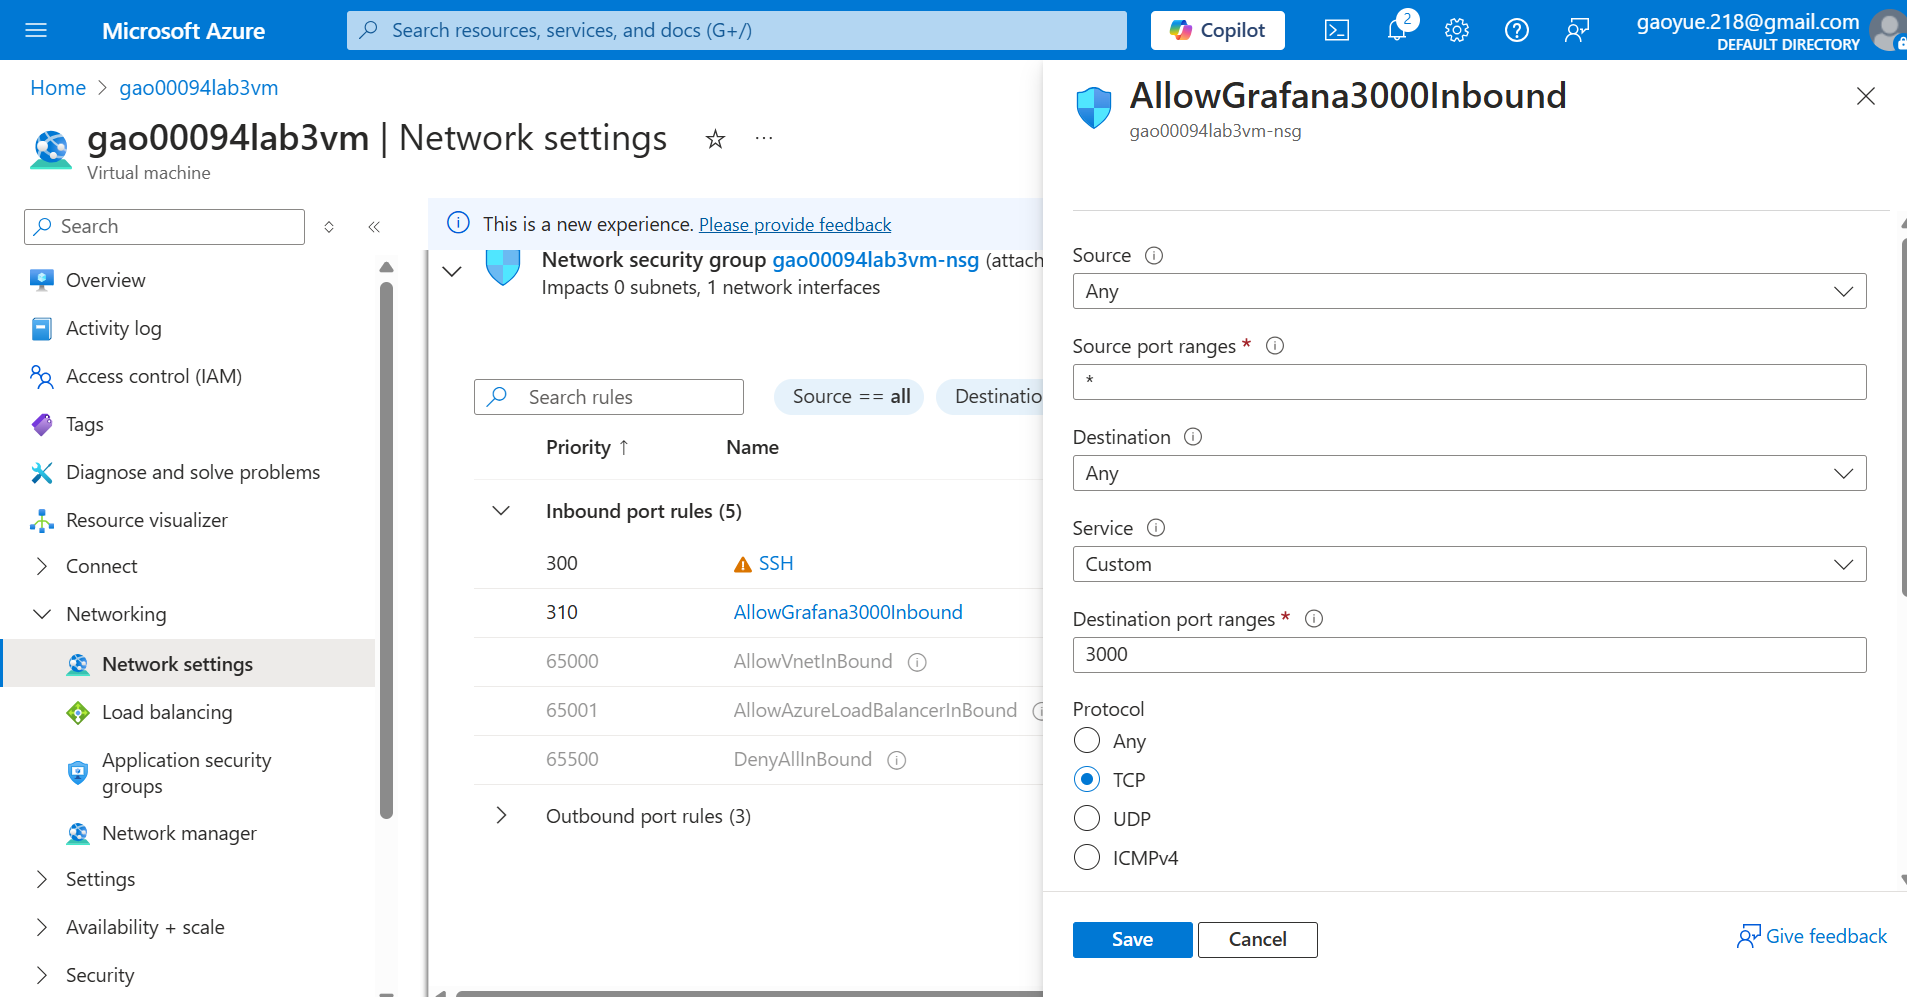 Microsoft Azure
Search resources, services, and docs (G+/)
Copilot
2
gaoyue.218@gmail.com
DEFAULT DIRECTORY
Home > gao00094lab3vm
gao00094lab3vm | Network settings
Virtual machine
Search
Overview
Activity log
Access control (IAM)
Tags
Diagnose and solve problems
Resource visualizer
Connect
Networking
Network settings
Load balancing
Application security
groups
Network manager
Settings
Availability + scale
Security
This is a new experience. Please provide feedback
Network security group gao00094lab3vm-nsg (attach
Impacts 0 subnets, 1 network interfaces
Search rules
Source == all
Destinatio
Priority ↑ Name
Inbound port rules (5)
300 SSH
310 AllowGrafana3000Inbound
65000 AllowVnetInBound
65001 AllowAzureLoadBalancerInBound
65500 DenyAllInBound
Outbound port rules (3)
AllowGrafana3000Inbound
gao00094lab3vm-nsg
Source
Any
Source port ranges *
*
Destination
Any
Service
Custom
Destination port ranges *
3000
Protocol
Any
TCP
UDP
ICMPv4
Save
Cancel
Give feedback